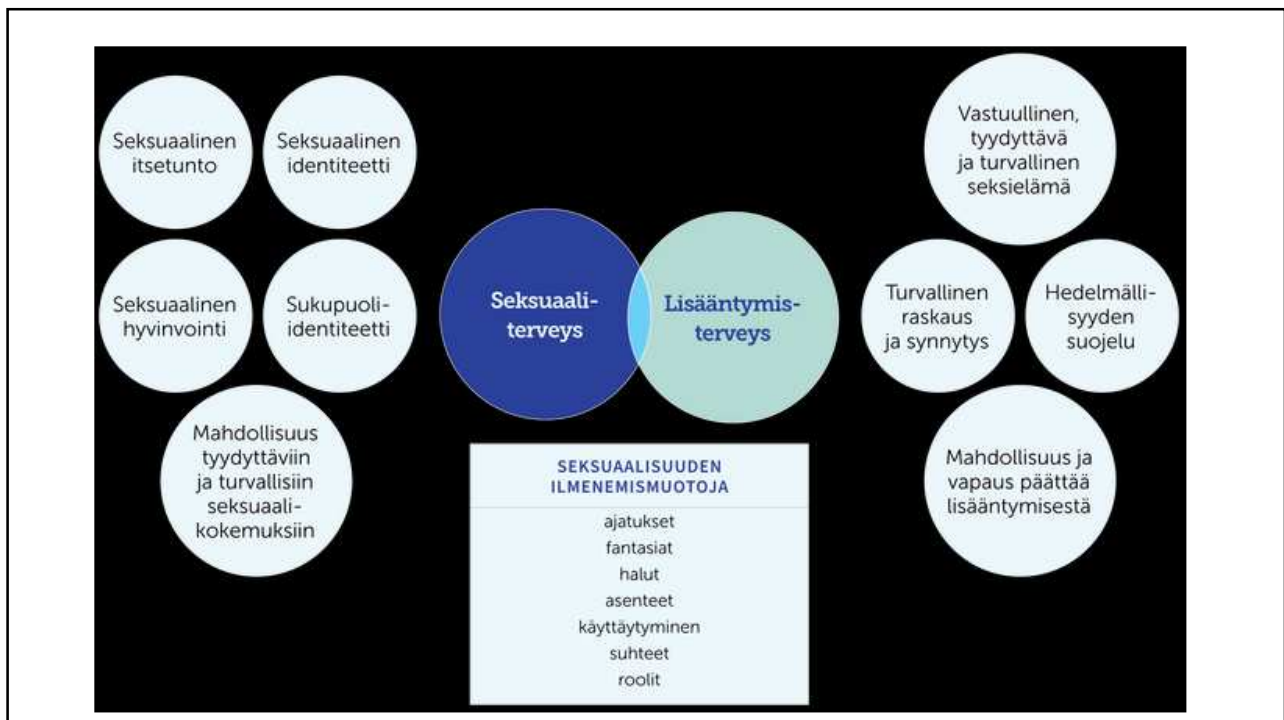 Seksuaalinen
itsetunto
Seksuaalinen
identiteetti
Seksuaalinen
hyvinvointi
Sukupuoli-
identiteetti
Mahdollisuus
tyydyttäviin
ja turvallisiin
seksuaali-
kokemuksiin
Seksuaali-
terveys
Lisääntymis-
terveys
SEKSUAALISUUDEN
ILMENEMISMUOTOJA
ajatukset
fantasiat
halut
asenteet
käyttäytyminen
suhteet
roolit
Vastuullinen,
tyydyttävä
ja turvallinen
seksielämä
Turvallinen
raskaus
ja synnytys
Hedelmälli-
syyden
suojelu
Mahdollisuus ja
vapaus päättää
lisääntymisestä